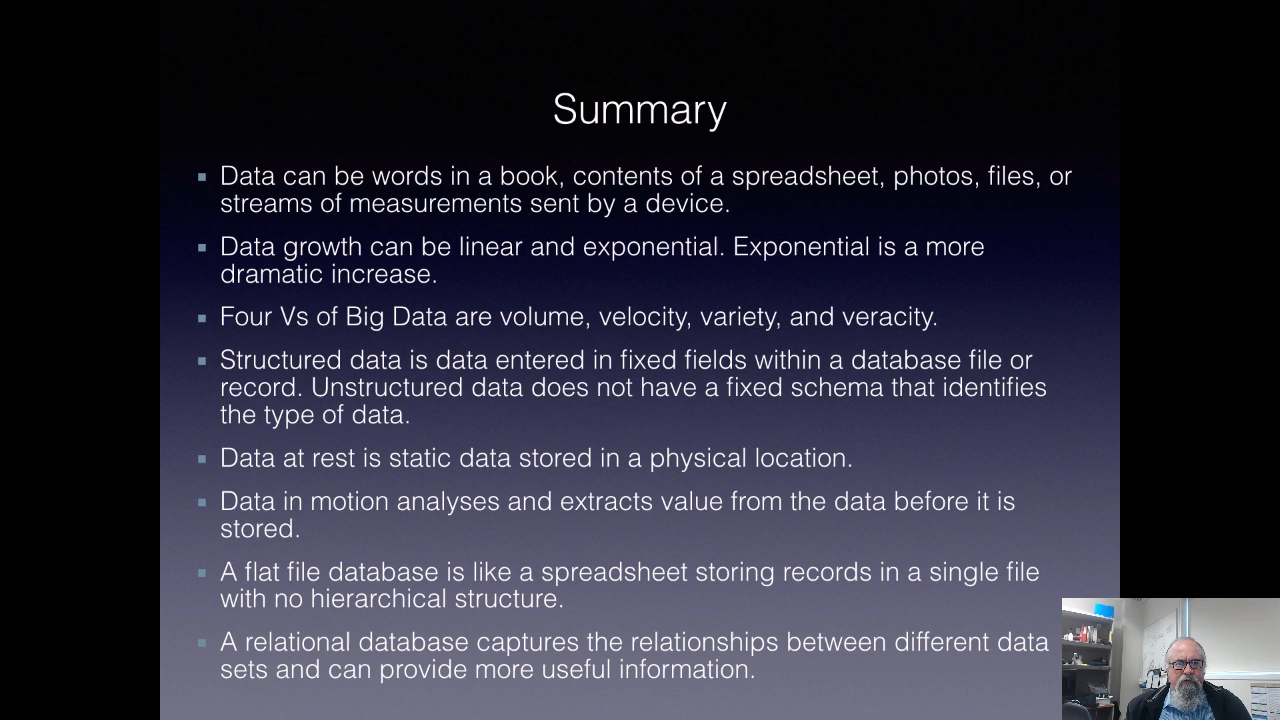 Summary
Data can be words in a book, contents of a spreadsheet, photos, files, or
streams of measurements sent by a device.
Data growth can be linear and exponential. Exponential is a more
dramatic increase.
Four Vs of Big Data are volume, velocity, variety, and veracity.
Structured data is data entered in fixed fields within a database file or
record. Unstructured data does not have a fixed schema that identifies
the type of data.
Data at rest is static data stored in a physical location.
Data in motion analyses and extracts value from the data before it is
stored.
A flat file database is like a spreadsheet storing records in a single file
with no hierarchical structure.
A relational database captures the relationships between different data
sets and can provide more useful information.